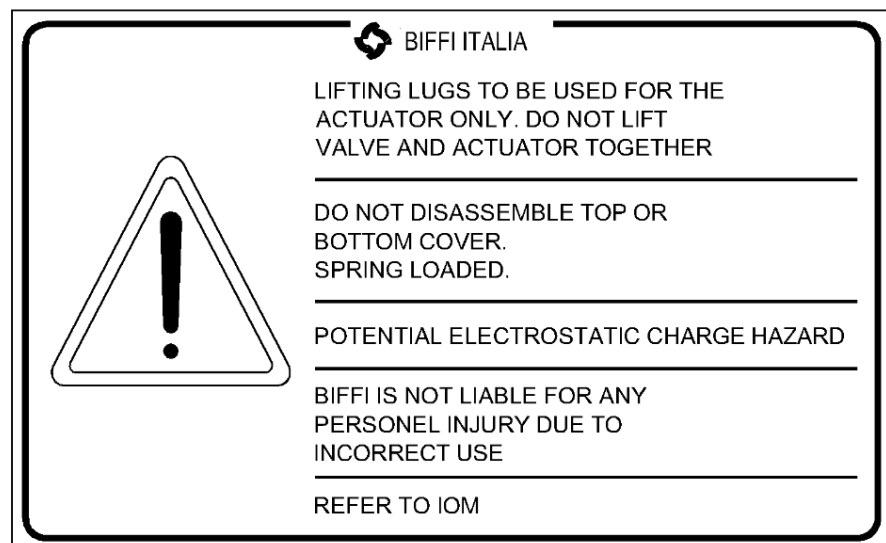 BIFFI ITALIA
LIFTING LUGS TO BE USED FOR THE
ACTUATOR ONLY. DO NOT LIFT
VALVE AND ACTUATOR TOGETHER
DO NOT DISASSEMBLE TOP OR
BOTTOM COVER.
SPRING LOADED.
POTENTIAL ELECTROSTATIC CHARGE HAZARD
BIFFI IS NOT LIABLE FOR ANY
PERSONEL INJURY DUE TO
INCORRECT USE
REFER TO IOM